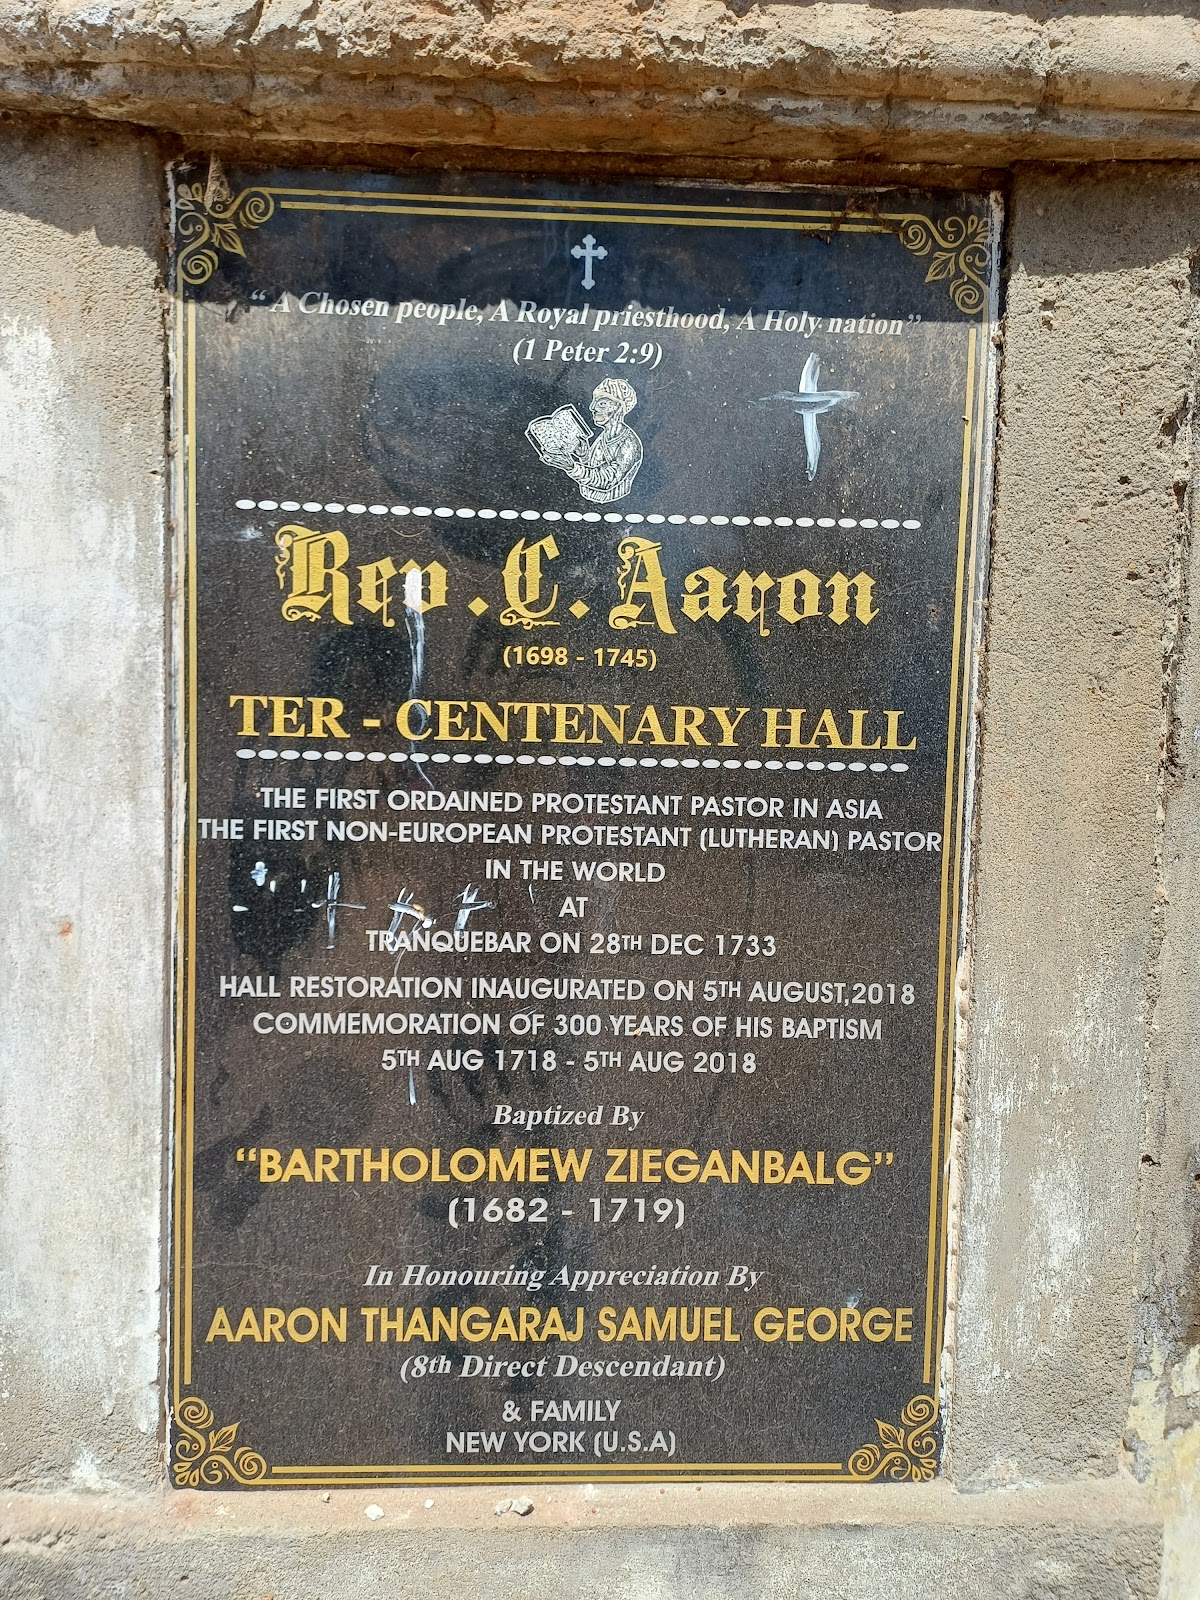 “ A Chosen people, A Royal priesthood, A Holy nation”
(1 Peter 2:9)
Rev. C. Aaron
(1698 - 1745)
TER - CENTENARY HALL
THE FIRST ORDAINED PROTESTANT PASTOR IN ASIA
THE FIRST NON-EUROPEAN PROTESTANT (LUTHERAN) PASTOR
IN THE WORLD
AT
TRANQUEBAR ON 28TH DEC 1733
HALL RESTORATION INAUGURATED ON 5TH AUGUST,2018
COMMEMORATION OF 300 YEARS OF HIS BAPTISM
5TH AUG 1718 - 5TH AUG 2018
Baptized By
“BARTHOLOMEW ZIEGANBALG”
(1682 - 1719)
In Honouring Appreciation By
AARON THANGARAJ SAMUEL GEORGE
(8th Direct Descendant)
& FAMILY
NEW YORK (U.S.A)